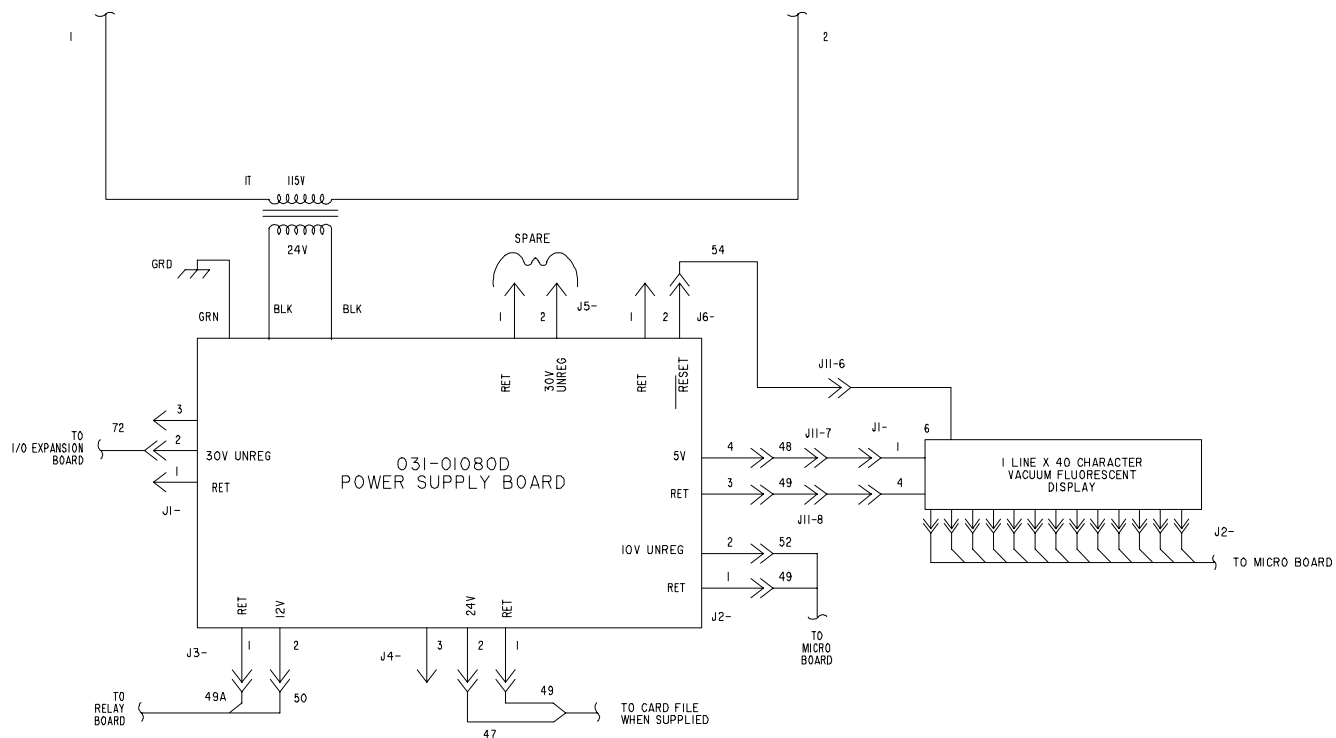 1
2
1T
115V
24V
SPARE
54
GRD
J5-
GRN
BLK
BLK
1
2
1
2
J6-
RET
30V
UNREG
RET
RESET
J11-6
3
TO
I/O EXPANSION
BOARD
72
2
30V UNREG
1
RET
J1-
031-01080D
POWER SUPPLY BOARD
5V
4
48
J11-7
J1-
1
6
RET
3
49
J11-8
4
1 LINE X 40 CHARACTER
VACUUM FLUORESCENT
DISPLAY
J2-
TO MICRO BOARD
10V UNREG
2
52
RET
1
49
J2-
TO
MICRO
BOARD
RET
12V
24V
RET
J3-
1
2
J4-
3
2
1
TO
RELAY
BOARD
49A
50
49
47
TO CARD FILE
WHEN SUPPLIED